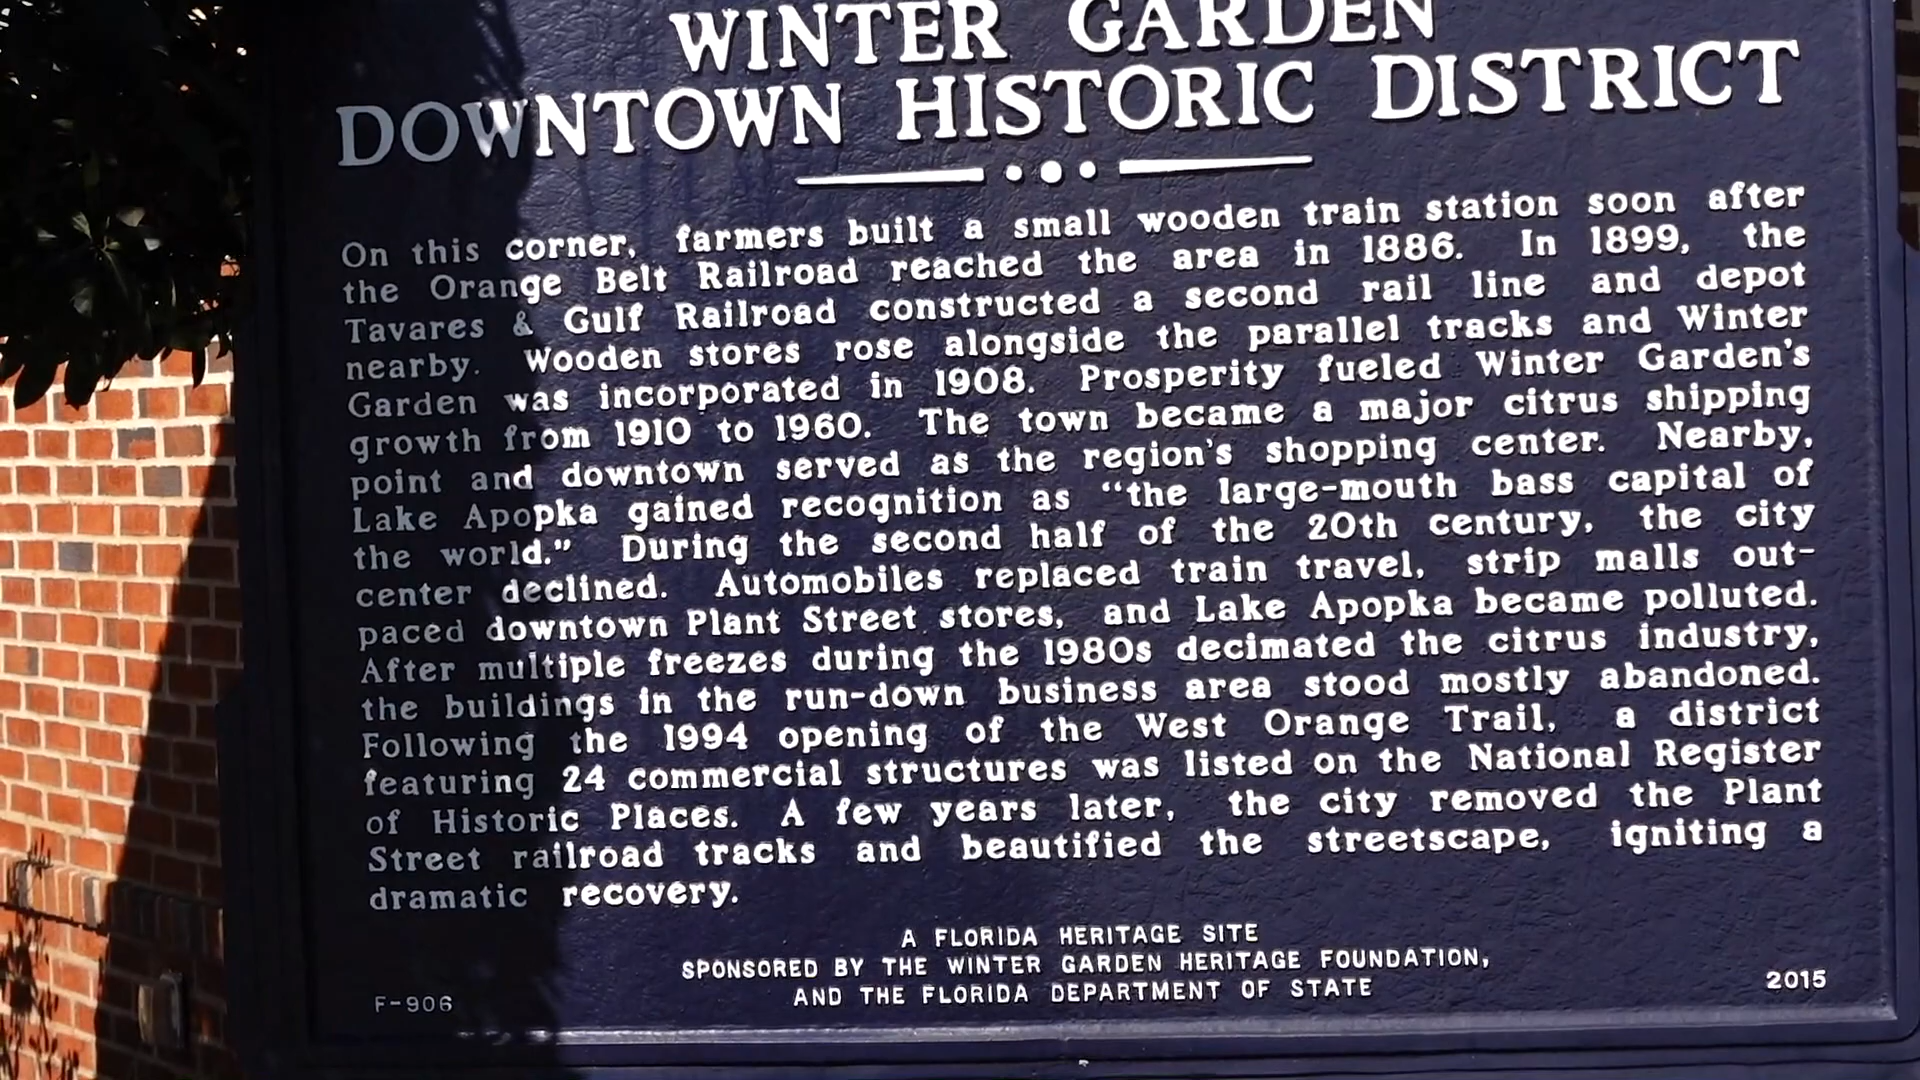 WINTER GARDEN
DOWNTOWN HISTORIC DISTRICT
On this corner, farmers built a small wooden train station soon after
the Orange Belt Railroad reached the area in 1886. In 1899, the
Tavares & Gulf Railroad constructed a second rail line and depot
nearby. Wooden stores rose alongside the parallel tracks and Winter
Garden was incorporated in 1908. Prosperity fueled Winter Garden's
growth from 1910 to 1960. The town became a major citrus shipping
point and downtown served as the region's shopping center. Nearby,
Lake Apopka gained recognition as "the large-mouth bass capital of
the world." During the second half of the 20th century, the city
center declined. Automobiles replaced train travel, strip malls out-
paced downtown Plant Street stores, and Lake Apopka became polluted.
After multiple freezes during the 1980s decimated the citrus industry,
the buildings in the run-down business area stood mostly abandoned.
Following the 1994 opening of the West Orange Trail, a district
featuring 24 commercial structures was listed on the National Register
of Historic Places. A few years later, the city removed the Plant
Street railroad tracks and beautified the streetscape, igniting a
dramatic recovery.
A FLORIDA HERITAGE SITE
SPONSORED BY THE WINTER GARDEN HERITAGE FOUNDATION,
AND THE FLORIDA DEPARTMENT OF STATE
F-906
2015